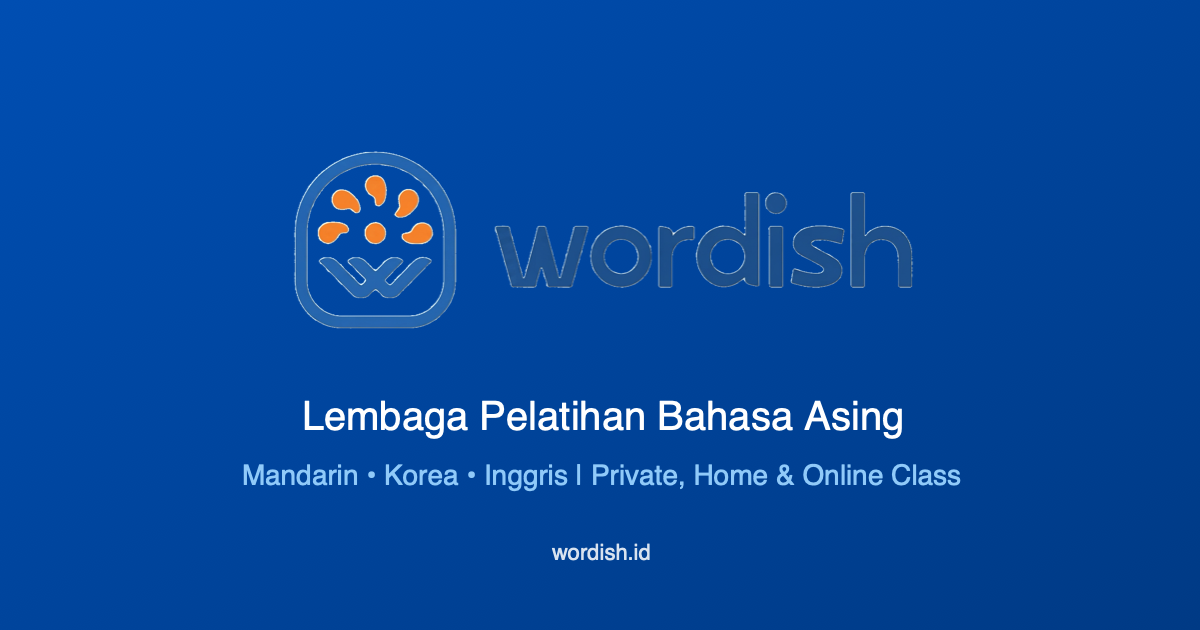 wordish
Lembaga Pelatihan Bahasa Asing
Mandarin • Korea • Inggris | Private, Home & Online Class
wordish.id